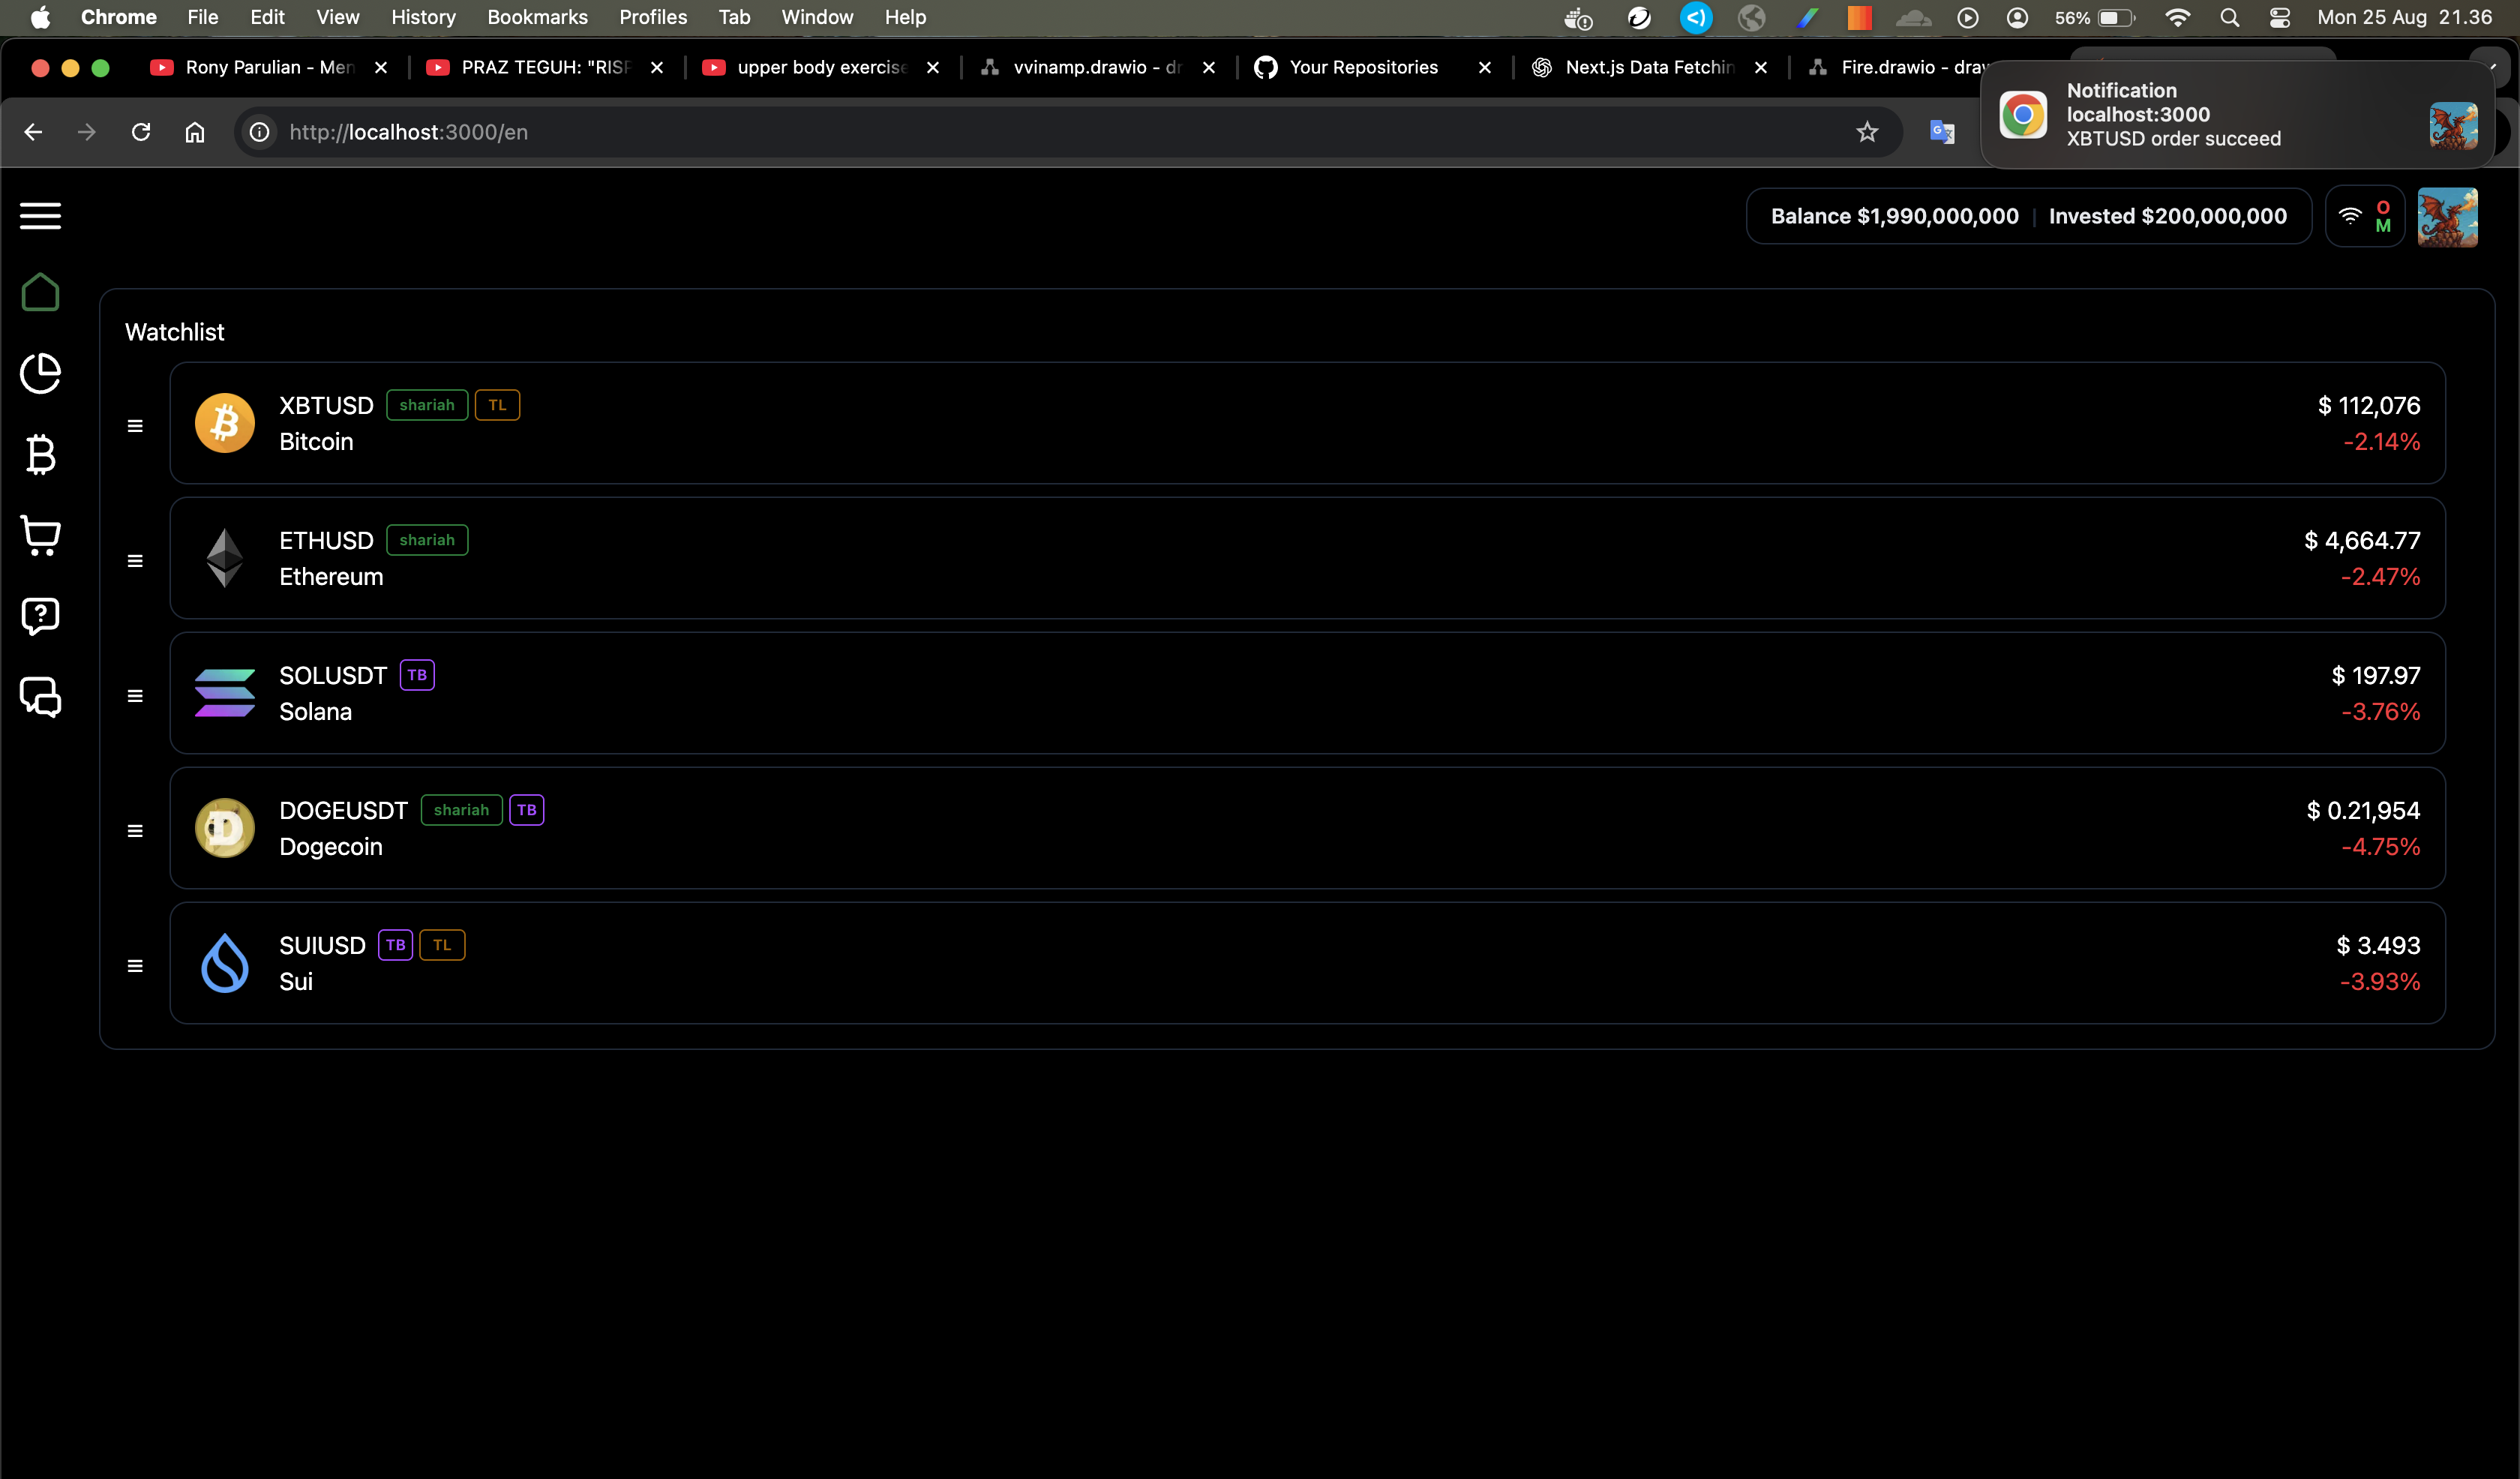 Chrome File Edit View History Bookmarks Profiles Tab Window Help 56% Mon 25 Aug 21.36
Rony Parulian - Men
PRAZ TEGUH: "RISP
upper body exercise
vvinamp.drawio - dr
Your Repositories
Next.js Data Fetchin
Fire.drawio - draw
Notification
localhost:3000
XBTUSD order succeed
http://localhost:3000/en
Balance $1,990,000,000 | Invested $200,000,000
O
M
Watchlist
XBTUSD shariah TL $ 112,076
Bitcoin -2.14%
ETHUSD shariah $ 4,664.77
Ethereum -2.47%
SOLUSDT TB $ 197.97
Solana -3.76%
DOGEUSDT shariah TB $ 0.21,954
Dogecoin -4.75%
SUIUSD TB TL $ 3.493
Sui -3.93%